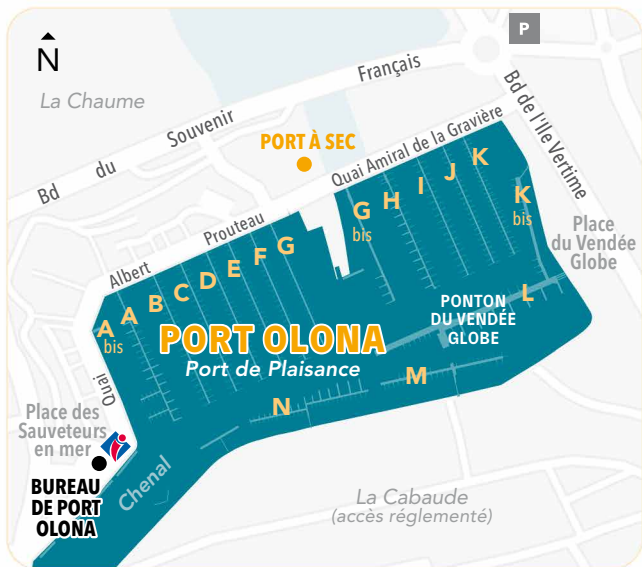 P
N
La Chaume
Bd du Souvenir Français
Bd de l'Ile Vertime
PORT À SEC
Quai Amiral de la Gravière
K
J
I
H
G
bis
K
bis
Place
du Vendée
Globe
Quai Albert Prouteau
G
F
E
D
C
B
A
A
bis
L
PONTON
DU VENDÉE
GLOBE
PORT OLONA
Port de Plaisance
M
N
Place des
Sauveteurs
en mer
BUREAU
DE PORT
OLONA
Chenal
La Cabaude
(accès réglementé)